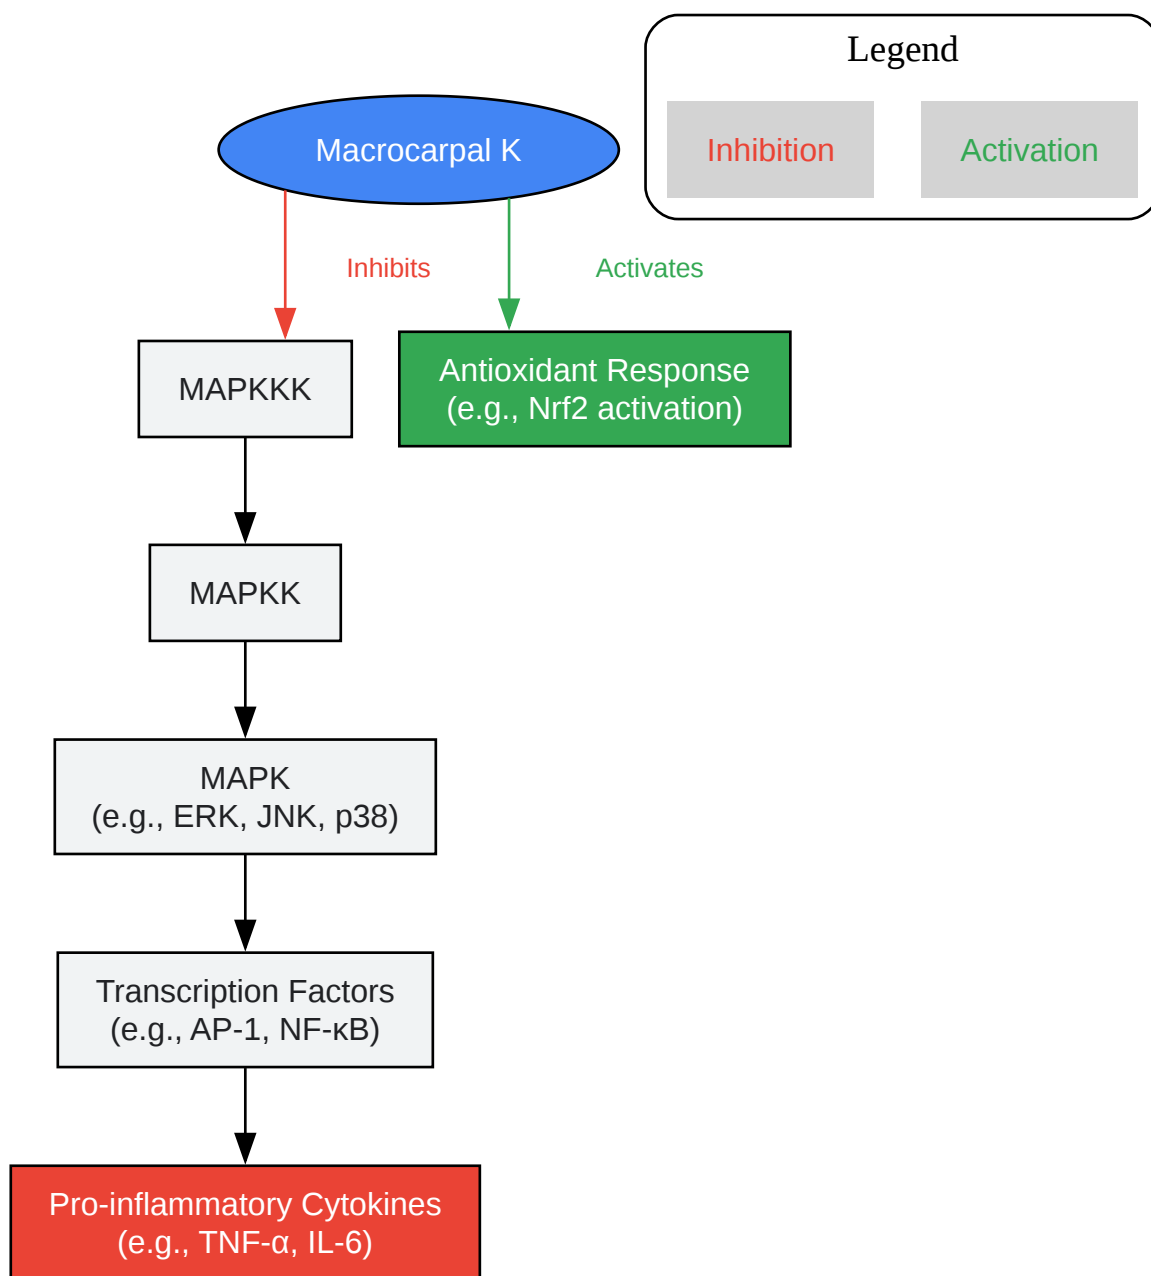 Legend
Inhibition
Activation
Macrocarpal K
Inhibits
Activates
MAPKKK
Antioxidant Response
(e.g., Nrf2 activation)
MAPKK
MAPK
(e.g., ERK, JNK, p38)
Transcription Factors
(e.g., AP-1, NF-κB)
Pro-inflammatory Cytokines
(e.g., TNF-α, IL-6)